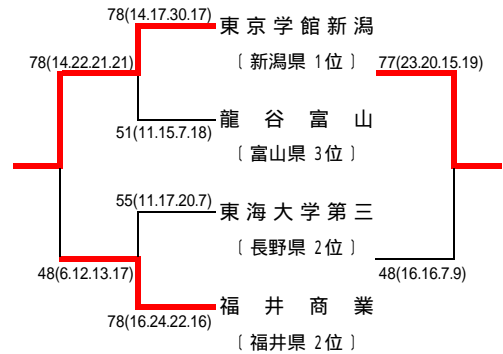 78(14.17.30.17)
東京学館新潟
78(14.22.21.21)
〔新潟県 1位〕
77(23.20.15.19)
龍谷富山
51(11.15.7.18)
〔富山県 3位〕
55(11.17.20.7)
東海大学第三
〔長野県 2位〕
48(6.12.13.17)
48(16.16.7.9)
福井商業
78(16.24.22.16)
〔福井県 2位〕